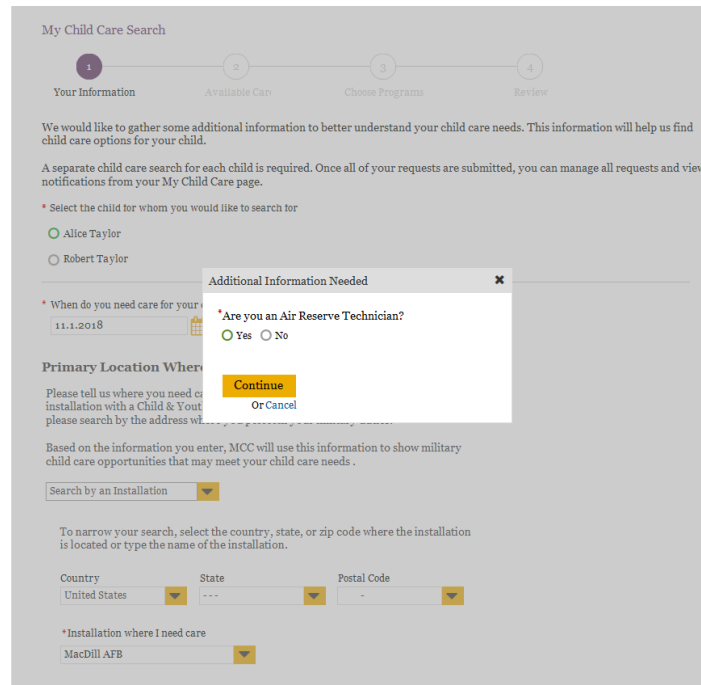 My Child Care Search
1
2
3
4
Your Information
Available Car
Choose Programs
Review
We would like to gather some additional information to better understand your child care needs. This information will help us find
child care options for your child.
A separate child care search for each child is required. Once all of your requests are submitted, you can manage all requests and view
notifications from your My Child Care page.
* Select the child for whom you would like to search for
Alice Taylor
Robert Taylor
Additional Information Needed
*Are you an Air Reserve Technician?
Yes No
Continue
Or Cancel
* When do you need care for your
11.1.2018
Primary Location Wher
Please tell us where you need
installation with a Child &
please search by the address
Based on the information you enter, MCC will use this information to show military
child care opportunities that may meet your child care needs .
Search by an Installation
To narrow your search, select the country, state, or zip code where the installation
is located or type the name of the installation.
Country State Postal Code
United States --- -
*Installation where I need care
MacDill AFB